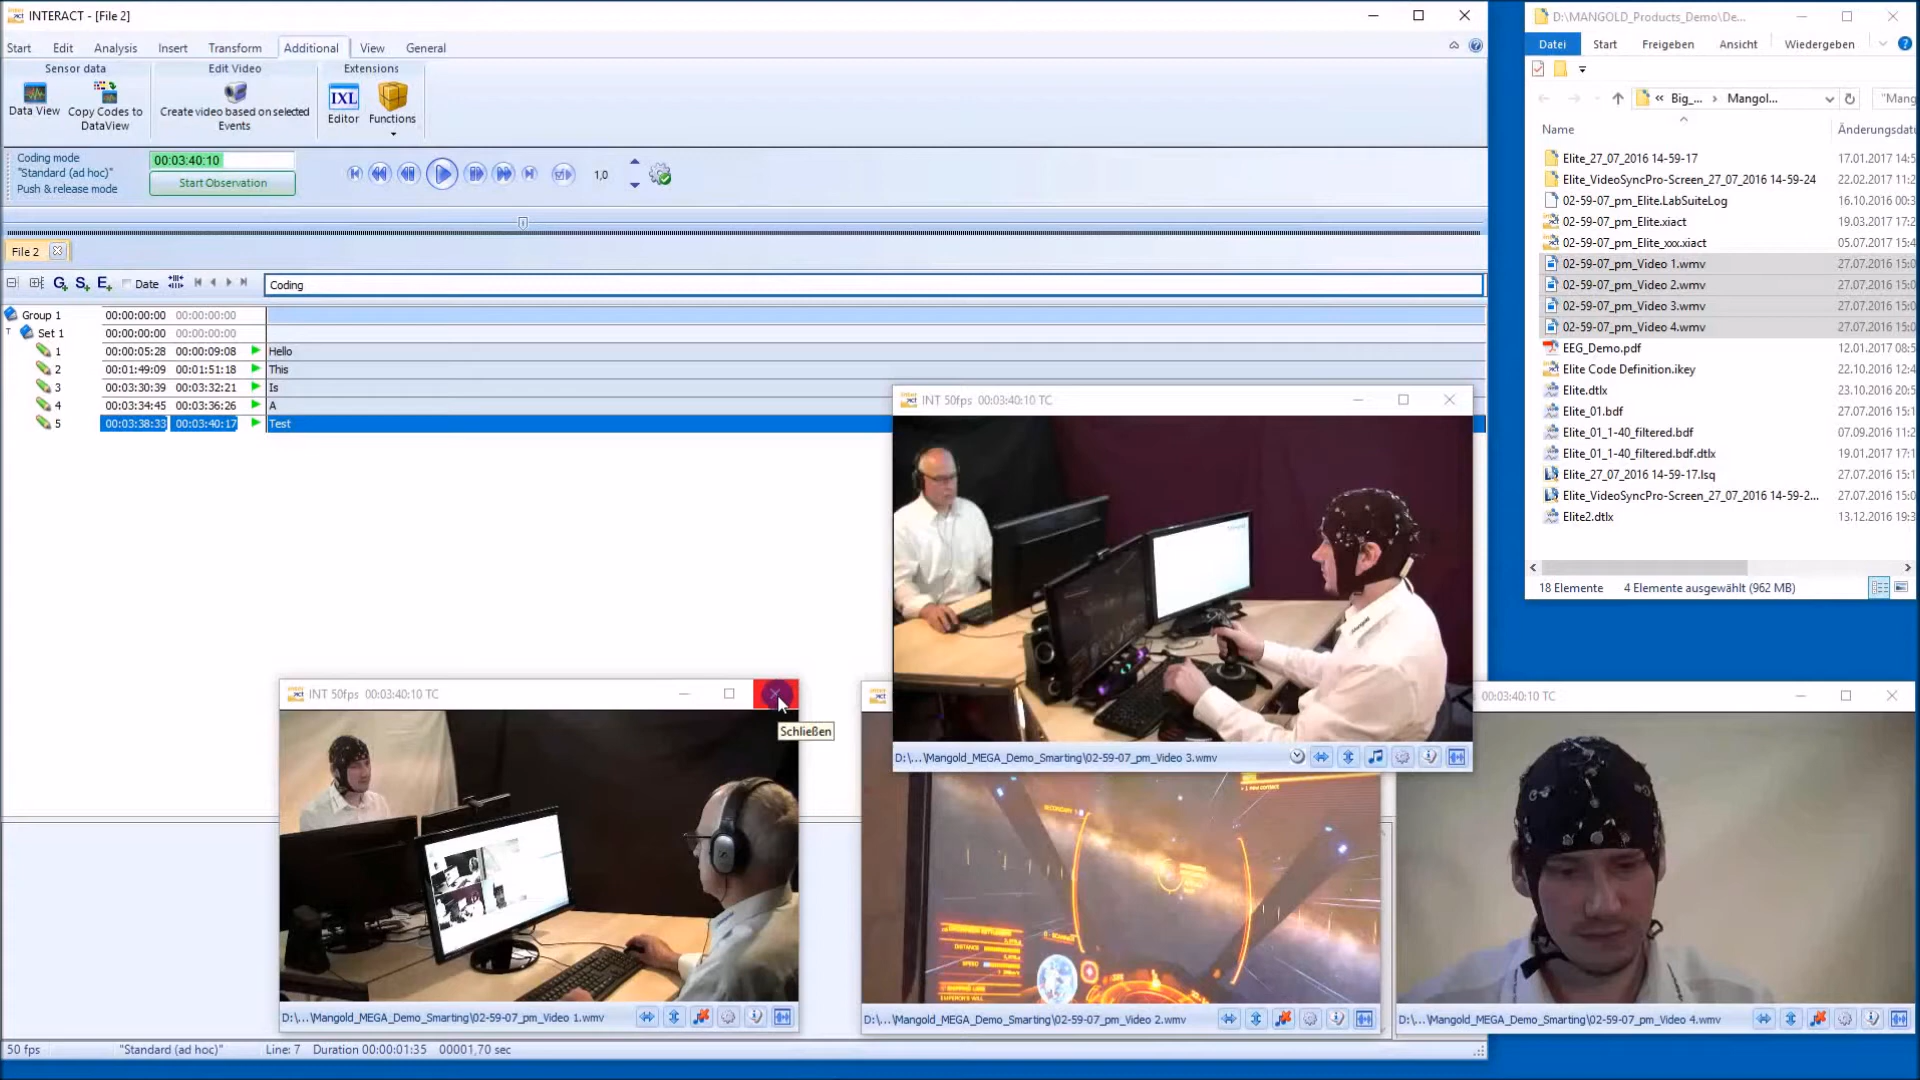 INTERACT - [File 2]
Start Edit Analysis Insert Transform Additional View General
Sensor data Edit Video Extensions
Data View Copy Codes to DataView Create video based on selected Events IXL Editor Functions
Coding mode
"Standard (ad hoc)"
Push & release mode
00:03:40:10
Start Observation
1,0
File 2
G S E Date Coding
Group 1 00:00:00:00 00:00:00:00
Set 1 00:00:00:00 00:00:00:00
1 00:00:05:28 00:00:09:08 Hello
2 00:01:49:09 00:01:51:18 This
3 00:03:30:39 00:03:32:21 Is
4 00:03:34:45 00:03:36:26 A
5 00:03:38:33 00:03:40:17 Test
INT 50fps 00:03:40:10 TC
D:\...\Mangold_MEGA_Demo_Smarting\02-59-07_pm_Video 3.wmv
INT 50fps 00:03:40:10 TC
Schließen
D:\...\Mangold_MEGA_Demo_Smarting\02-59-07_pm_Video 1.wmv
DISTANCE
SPEED
D:\...\Mangold_MEGA_Demo_Smarting\02-59-07_pm_Video 2.wmv
00:03:40:10 TC
D:\...\Mangold_MEGA_Demo_Smarting\02-59-07_pm_Video 4.wmv
50 fps "Standard (ad hoc)" Line: 7 Duration 00:00:01:35 00001,70 sec
D:\MANGOLD_Products_Demo\De...
Datei Start Freigeben Ansicht Wiedergeben
« Big_... › Mangol... "Mang
Name Änderungsdatu
Elite_27_07_2016 14-59-17 17.01.2017 14:5
Elite_VideoSyncPro-Screen_27_07_2016 14-59-24 22.02.2017 11:2
02-59-07_pm_Elite.LabSuiteLog 16.10.2016 00:3
02-59-07_pm_Elite.xiact 19.03.2017 17:2
02-59-07_pm_Elite_xxx.xiact 05.07.2017 15:4
02-59-07_pm_Video 1.wmv 27.07.2016 15:0
02-59-07_pm_Video 2.wmv 27.07.2016 15:0
02-59-07_pm_Video 3.wmv 27.07.2016 15:0
02-59-07_pm_Video 4.wmv 27.07.2016 15:0
EEG_Demo.pdf 12.01.2017 08:5
Elite Code Definition.ikey 22.10.2016 12:4
Elite.dtlx 23.10.2016 20:5
Elite_01.bdf 27.07.2016 15:1
Elite_01_1-40_filtered.bdf 07.09.2016 11:2
Elite_01_1-40_filtered.bdf.dtlx 19.01.2017 17:1
Elite_27_07_2016 14-59-17.lsq 27.07.2016 15:1
Elite_VideoSyncPro-Screen_27_07_2016 14-59-2... 27.07.2016 15:0
Elite2.dtlx 13.12.2016 19:3
18 Elemente 4 Elemente ausgewählt (962 MB)